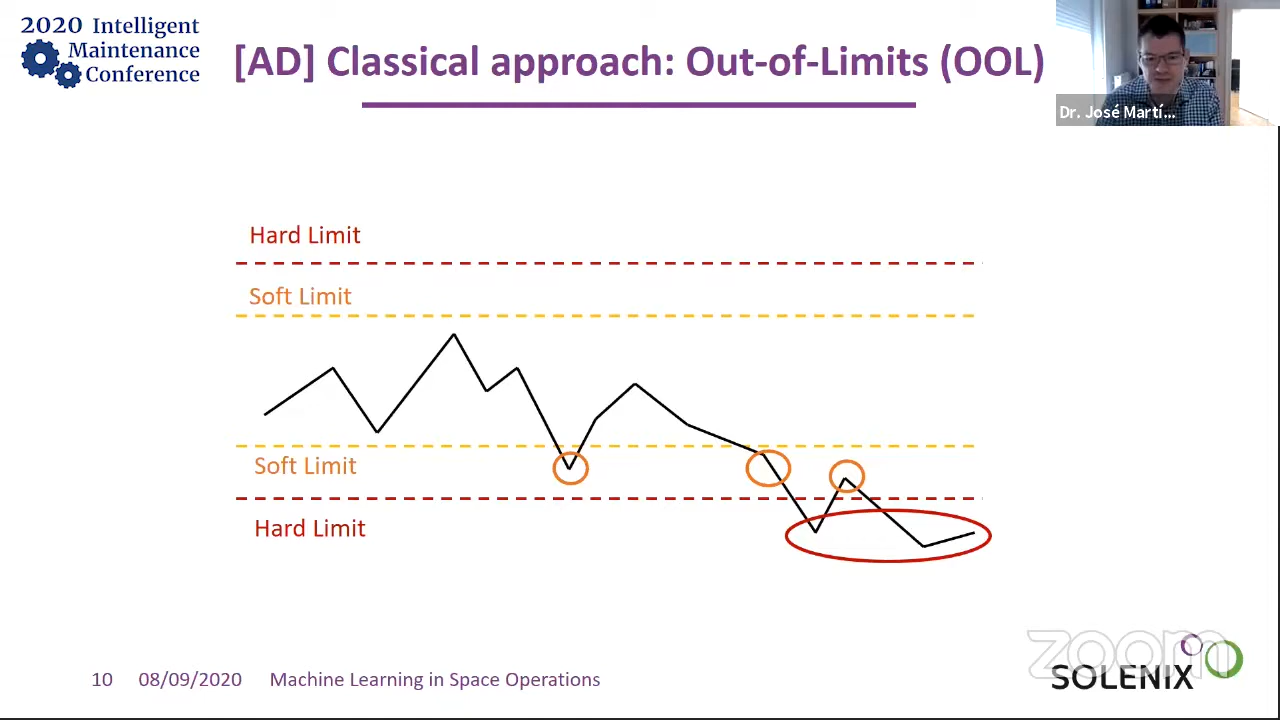 2020 Intelligent
Maintenance
Conference
[AD] Classical approach: Out-of-Limits (OOL)
Dr. José Martí...
Hard Limit
Soft Limit
Soft Limit
Hard Limit
zoom
SOLENIX
10 08/09/2020 Machine Learning in Space Operations